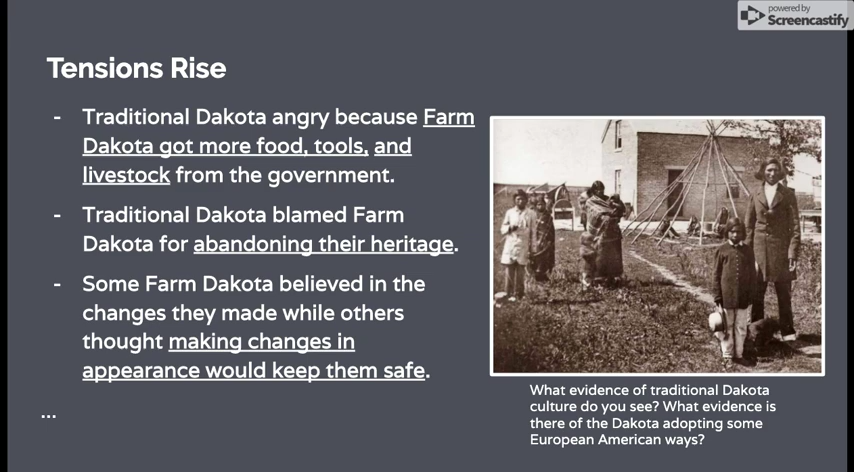 powered by
Screencastify
Tensions Rise
- Traditional Dakota angry because Farm
Dakota got more food, tools, and
livestock from the government.
- Traditional Dakota blamed Farm
Dakota for abandoning their heritage.
- Some Farm Dakota believed in the
changes they made while others
thought making changes in
appearance would keep them safe.
...
What evidence of traditional Dakota
culture do you see? What evidence is
there of the Dakota adopting some
European American ways?